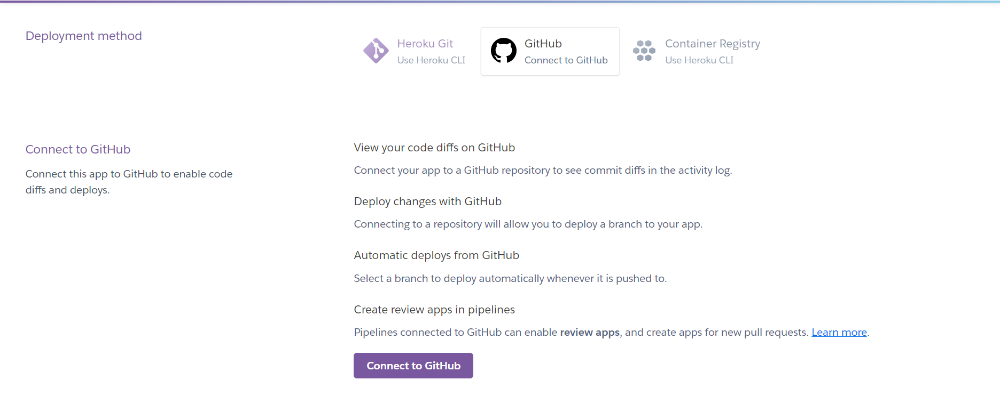 Deployment method
Heroku Git
Use Heroku CLI
GitHub
Connect to GitHub
Container Registry
Use Heroku CLI
Connect to GitHub
Connect this app to GitHub to enable code
diffs and deploys.
View your code diffs on GitHub
Connect your app to a GitHub repository to see commit diffs in the activity log.
Deploy changes with GitHub
Connecting to a repository will allow you to deploy a branch to your app.
Automatic deploys from GitHub
Select a branch to deploy automatically whenever it is pushed to.
Create review apps in pipelines
Pipelines connected to GitHub can enable review apps, and create apps for new pull requests. Learn more.
Connect to GitHub